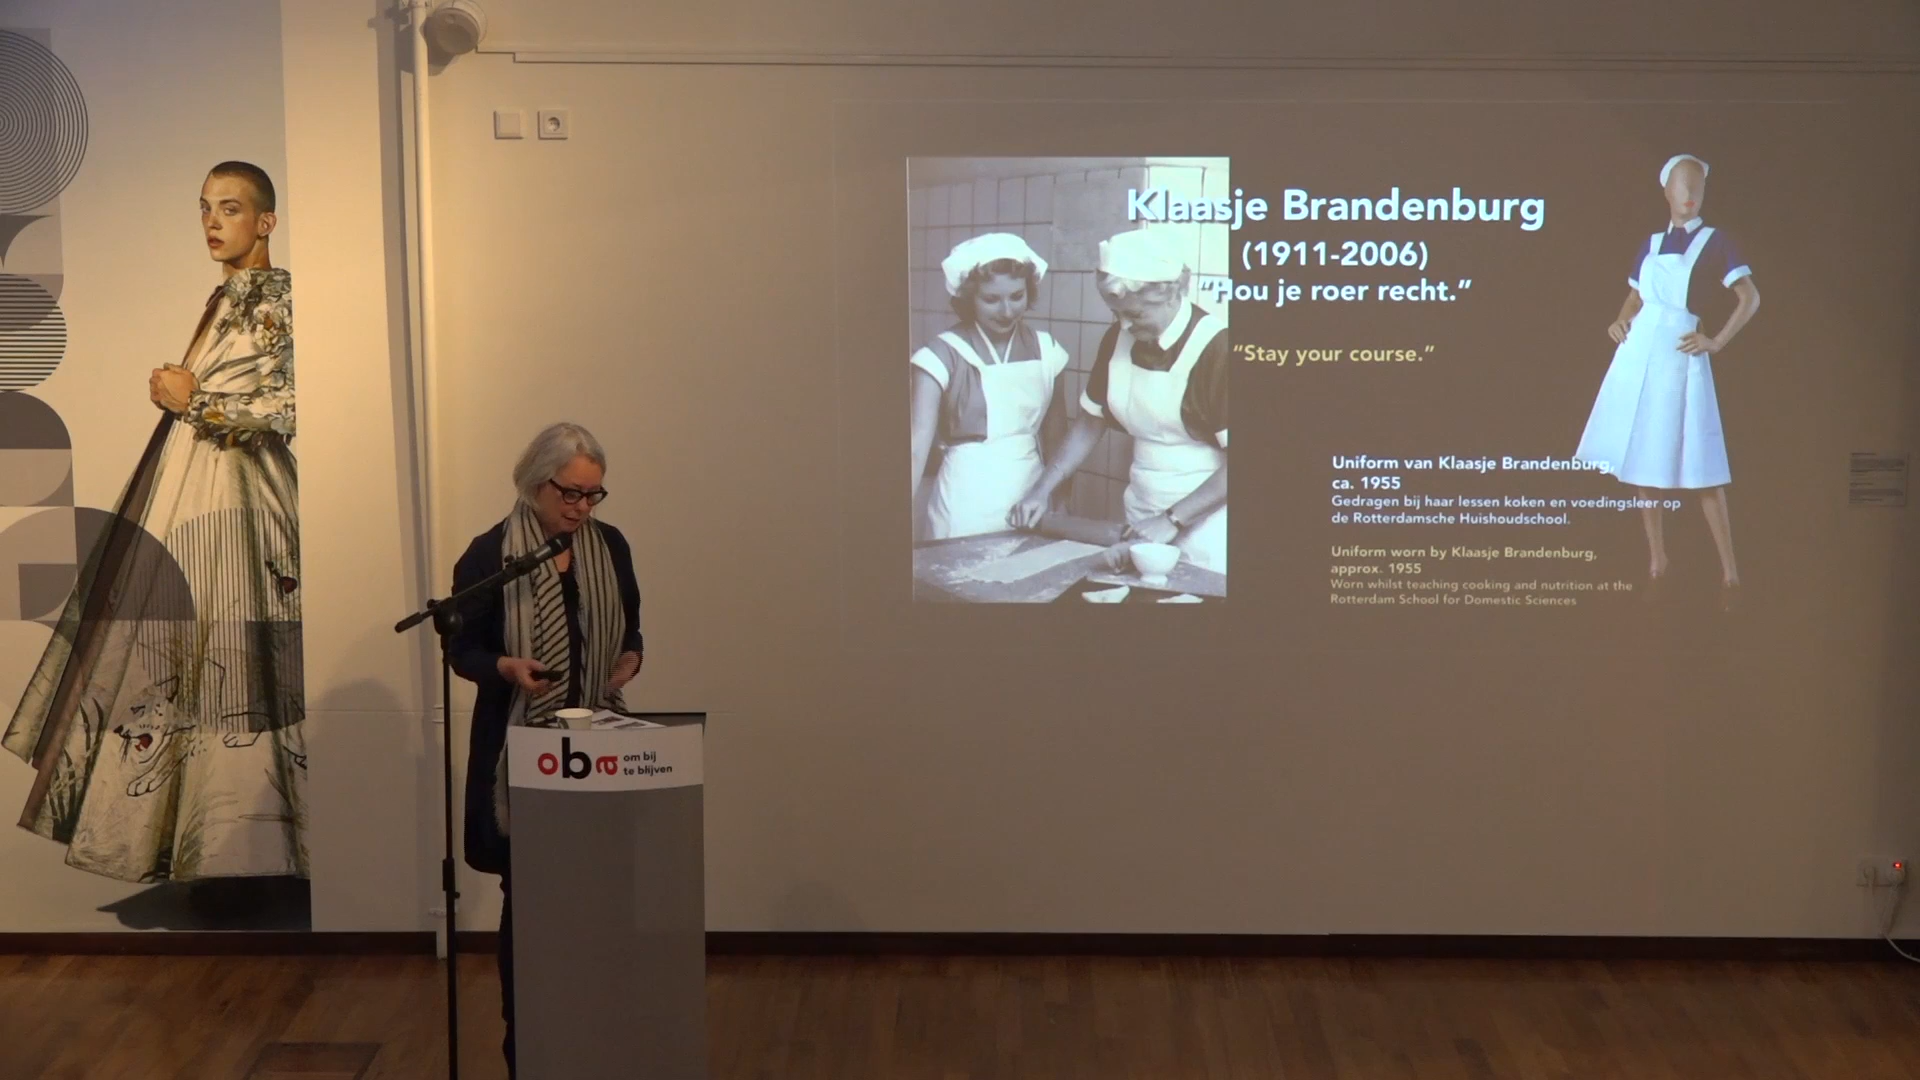 Klaasje Brandenburg
(1911-2006)
"Hou je roer recht."
"Stay your course."
Uniform van Klaasje Brandenburg,
ca. 1955
Gedragen bij haar lessen koken en voedingsleer op
de Rotterdamsche Huishoudschool.
Uniform worn by Klaasje Brandenburg,
approx. 1955
Worn whilst teaching cooking and nutrition at the
Rotterdam School for Domestic Sciences
oba om bij
te blijven